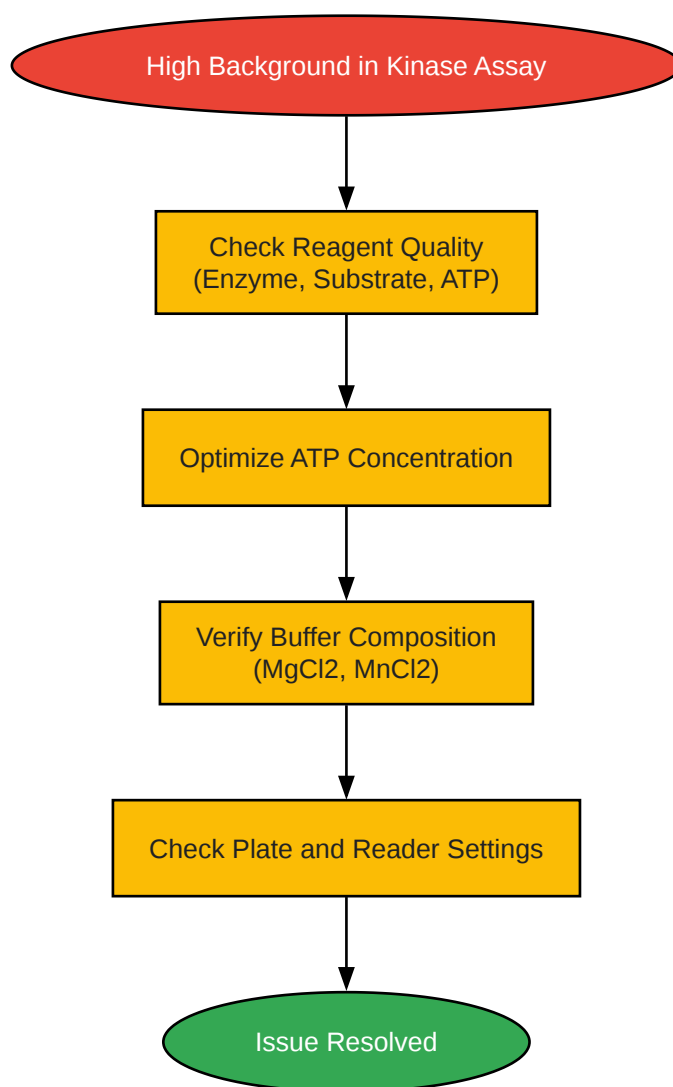 High Background in Kinase Assay
Check Reagent Quality
(Enzyme, Substrate, ATP)
Optimize ATP Concentration
Verify Buffer Composition
(MgCl2, MnCl2)
Check Plate and Reader Settings
Issue Resolved